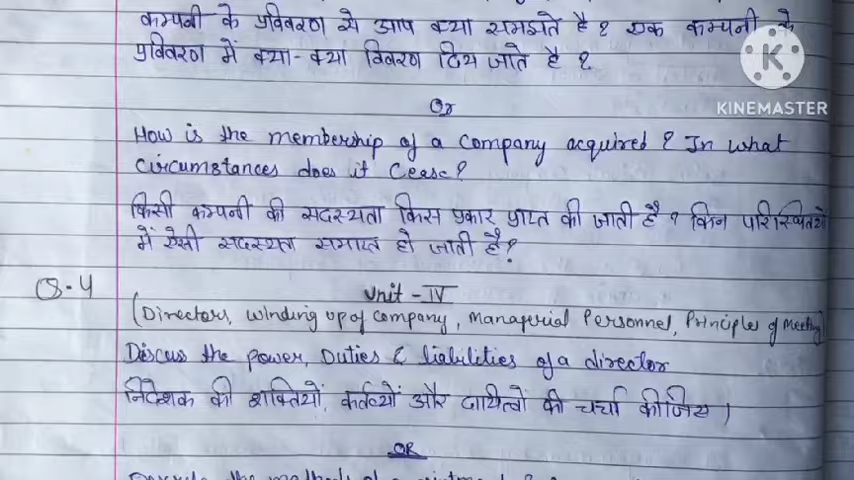 कम्पनी के प्रविवरण से आप क्या समझते है? एक कम्पनी के
प्रविवरण में क्या-क्या विवरण दिय जाते है?
KINEMASTER
Or
How is the membership of a company acquired? In what
circumstances does it cease?
किसी कम्पनी की सदस्यता किस प्रकार प्राप्त की जाती है? किन परिस्थितियों
में ऐसी सदस्यता समाप्त हो जाती है?
Q.4
Unit - IV
(Directors, winding up of company, Managerial Personnel, Principles of Meeting)
Discuss the power, Duties & liabilities of a director
निदेशक की शक्तियों, कर्तव्यों और दायित्वों की चर्चा कीजिए।
OR